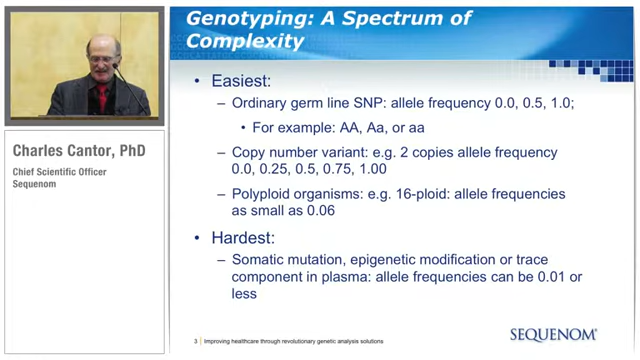 Genotyping: A Spectrum of
Complexity
• Easiest:
– Ordinary germ line SNP: allele frequency 0.0, 0.5, 1.0;
• For example: AA, Aa, or aa
– Copy number variant: e.g. 2 copies allele frequency
0.0, 0.25, 0.5, 0.75, 1.00
– Polyploid organisms: e.g. 16-ploid: allele frequencies
as small as 0.06
• Hardest:
– Somatic mutation, epigenetic modification or trace
component in plasma: allele frequencies can be 0.01 or
less
3 | Improving healthcare through revolutionary genetic analysis solutions
SEQUENOM®
Charles Cantor, PhD
Chief Scientific Officer
Sequenom